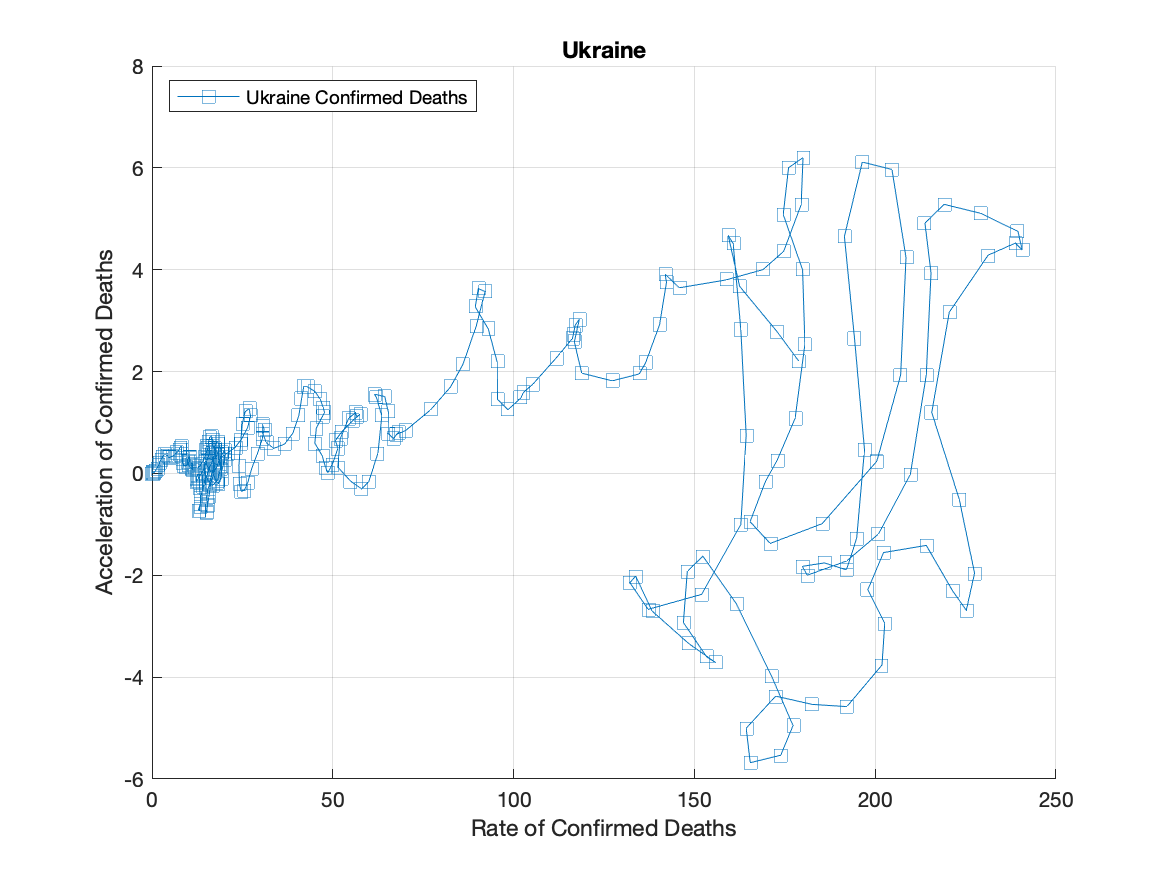 Ukraine
Ukraine Confirmed Deaths
8
6
4
2
0
-2
-4
-6
Acceleration of Confirmed Deaths
0 50 100 150 200 250
Rate of Confirmed Deaths